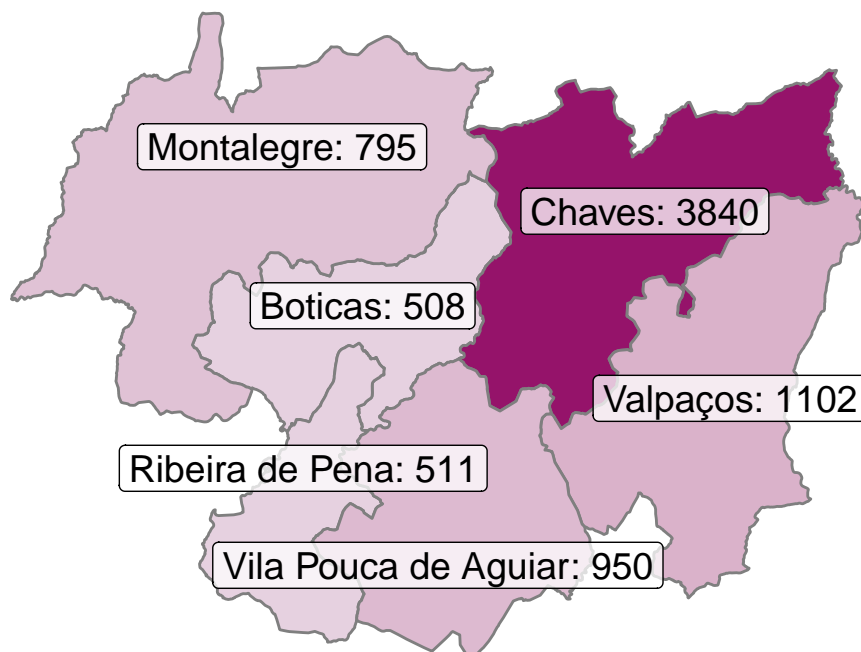 Montalegre: 795
Chaves: 3840
Boticas: 508
Valpaços: 1102
Ribeira de Pena: 511
Vila Pouca de Aguiar: 950